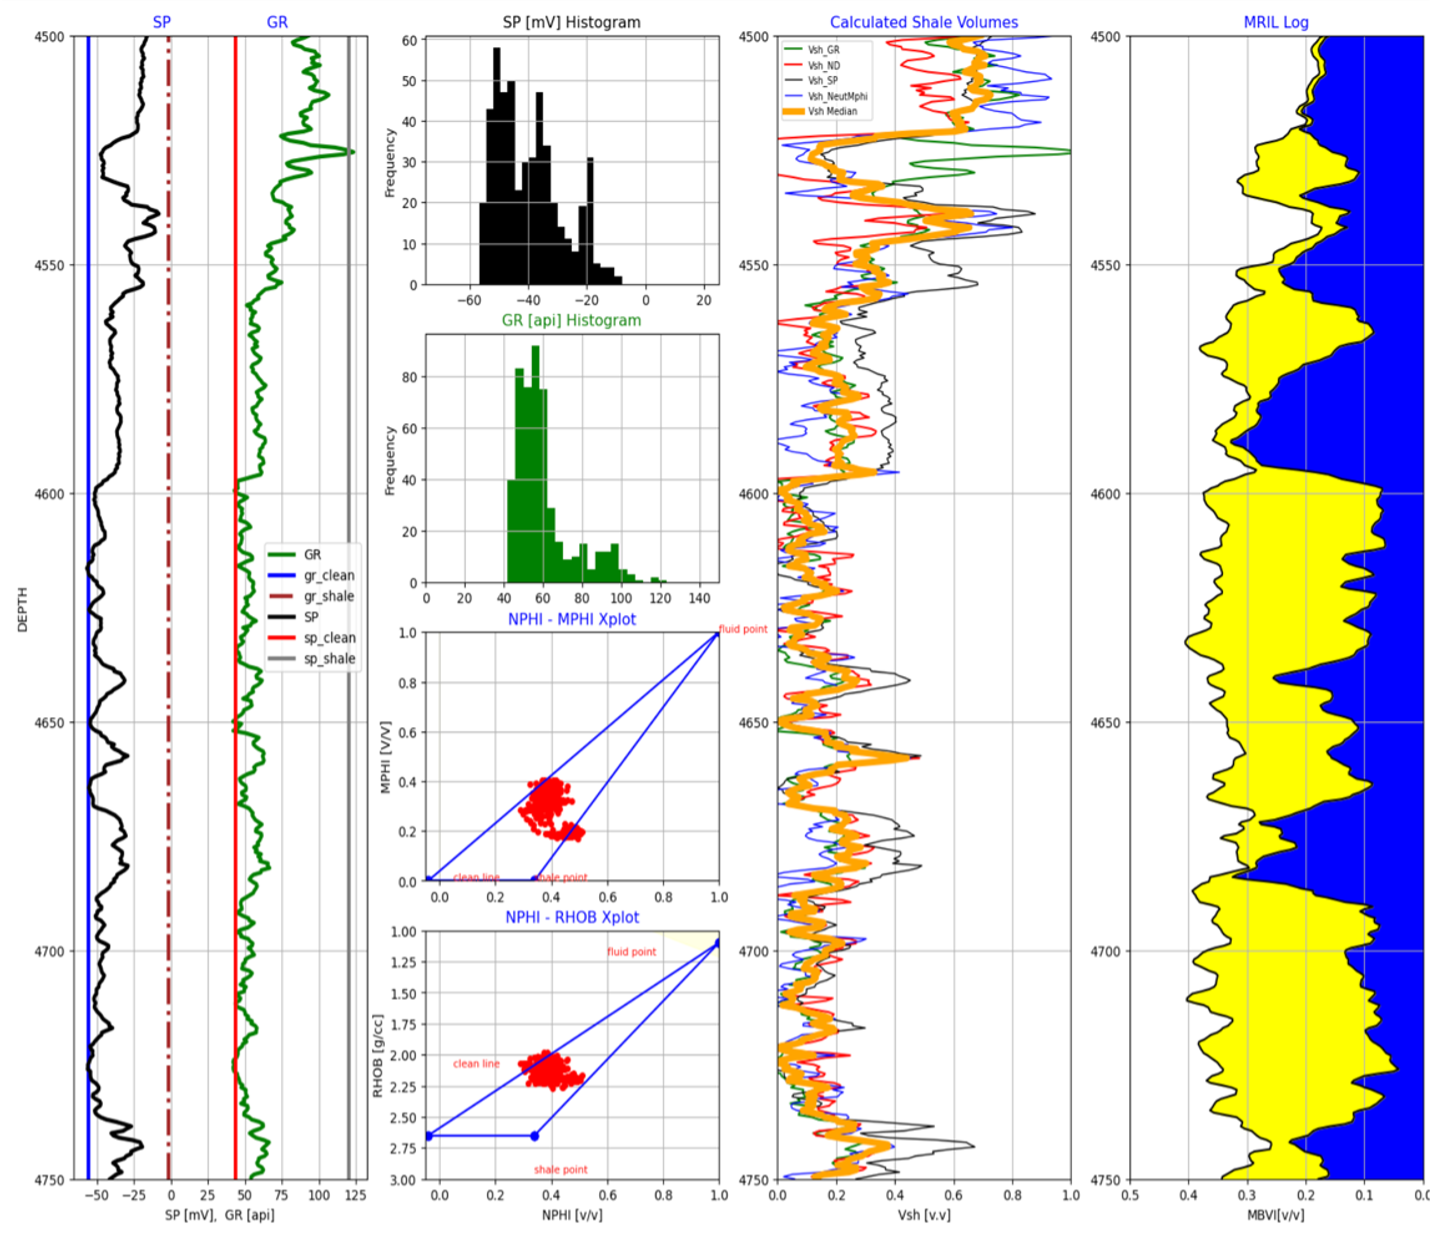 SP GR
4500
4550
4600
4650
4700
4750
DEPTH
−50 −25 0 25 50 75 100 125
SP [mV], GR [api]
GR
gr_clean
gr_shale
SP
sp_clean
sp_shale
SP [mV] Histogram
60
50
40
30
20
10
0
Frequency
−60 −40 −20 0 20
GR [api] Histogram
80
60
40
20
0
Frequency
0 20 40 60 80 100 120 140
NPHI - MPHI Xplot
fluid point
1.0
0.8
0.6
0.4
0.2
0.0
MPHI [V/V]
clean line shale point
0.0 0.2 0.4 0.6 0.8 1.0
NPHI - RHOB Xplot
1.00
1.25
1.50
1.75
2.00
2.25
2.50
2.75
3.00
RHOB [g/cc]
fluid point
clean line
shale point
0.0 0.2 0.4 0.6 0.8 1.0
NPHI [v/v]
Calculated Shale Volumes
Vsh_GR
Vsh_ND
Vsh_SP
Vsh_NeutMphi
Vsh Median
4500
4550
4600
4650
4700
4750
0.0 0.2 0.4 0.6 0.8 1.0
Vsh [v.v]
MRIL Log
4500
4550
4600
4650
4700
4750
0.5 0.4 0.3 0.2 0.1 0.0
MBVI[v/v]